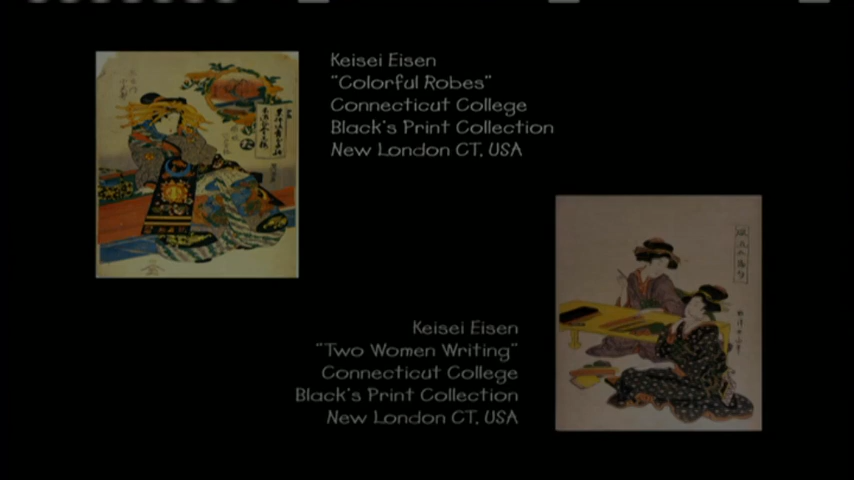 Keisei Eisen
"Colorful Robes"
Connecticut College
Black's Print Collection
New London CT, USA
Keisei Eisen
"Two Women Writing"
Connecticut College
Black's Print Collection
New London CT, USA